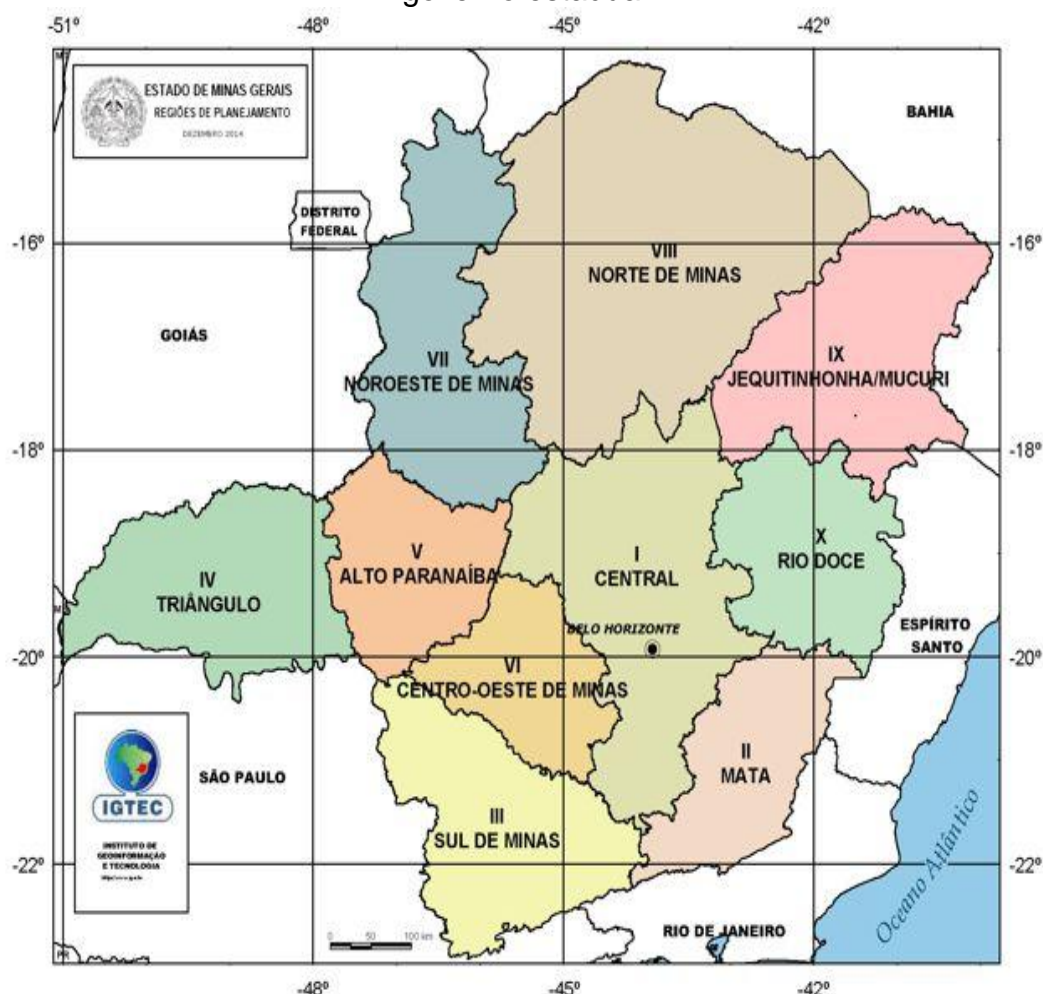 -51º -48º -45º -42º
ESTADO DE MINAS GERAIS
REGIÕES DE PLANEJAMENTO
DEZEMBRO 2014
BAHIA
DISTRITO
FEDERAL
-16º -16º
VIII
NORTE DE MINAS
GOIÁS
VII
NOROESTE DE MINAS
IX
JEQUITINHONHA/MUCURI
-18º -18º
IV
TRIÂNGULO
V
ALTO PARANAÍBA
I
CENTRAL
X
RIO DOCE
BELO HORIZONTE
ESPÍRITO
SANTO
-20º -20º
VI
CENTRO-OESTE DE MINAS
II
MATA
SÃO PAULO
IGTEC
INSTITUTO DE
GEOINFORMAÇÃO
E TECNOLOGIA
III
SUL DE MINAS
Oceano Atlântico
-22º -22º
RIO DE JANEIRO
0 50 100 km
PR
-48º -45º -42º